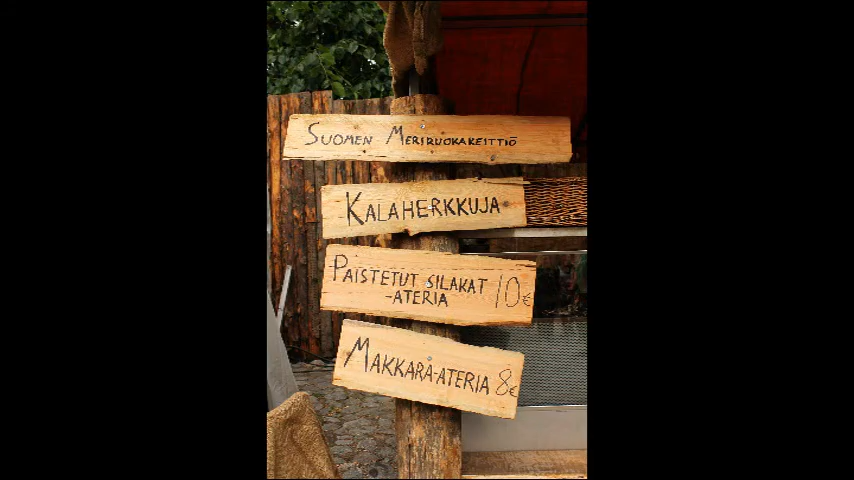 Suomen Meriruokakeittiö
Kalaherkkuja
Paistetut silakat
-ateria 10€
Makkara-ateria 8€